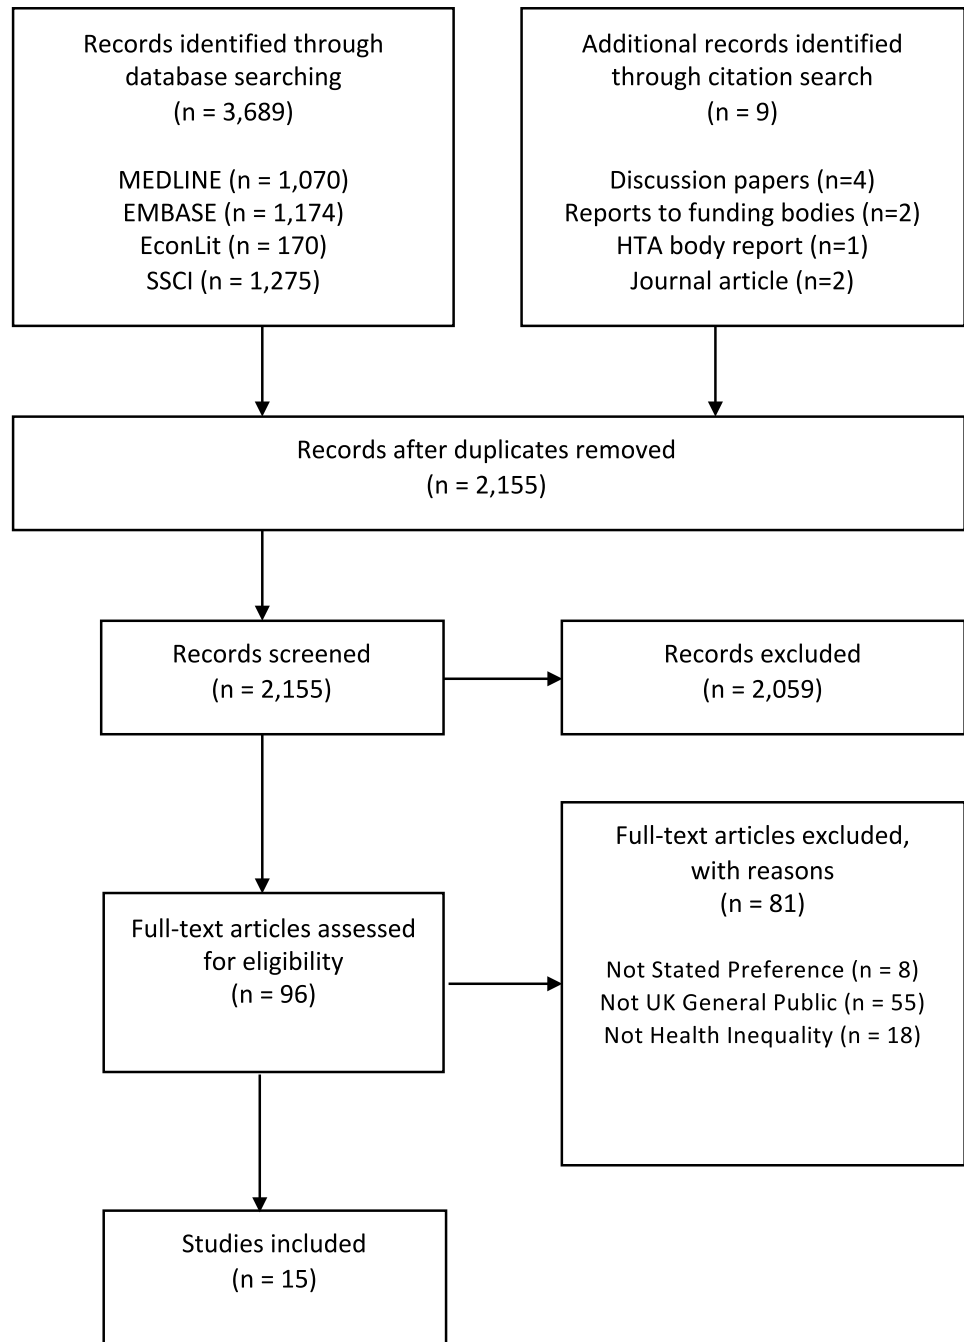 Records identified through
database searching
(n = 3,689)
MEDLINE (n = 1,070)
EMBASE (n = 1,174)
EconLit (n = 170)
SSCI (n = 1,275)
Additional records identified
through citation search
(n = 9)
Discussion papers (n=4)
Reports to funding bodies (n=2)
HTA body report (n=1)
Journal article (n=2)
Records after duplicates removed
(n = 2,155)
Records screened
(n = 2,155)
Records excluded
(n = 2,059)
Full-text articles assessed
for eligibility
(n = 96)
Full-text articles excluded,
with reasons
(n = 81)
Not Stated Preference (n = 8)
Not UK General Public (n = 55)
Not Health Inequality (n = 18)
Studies included
(n = 15)